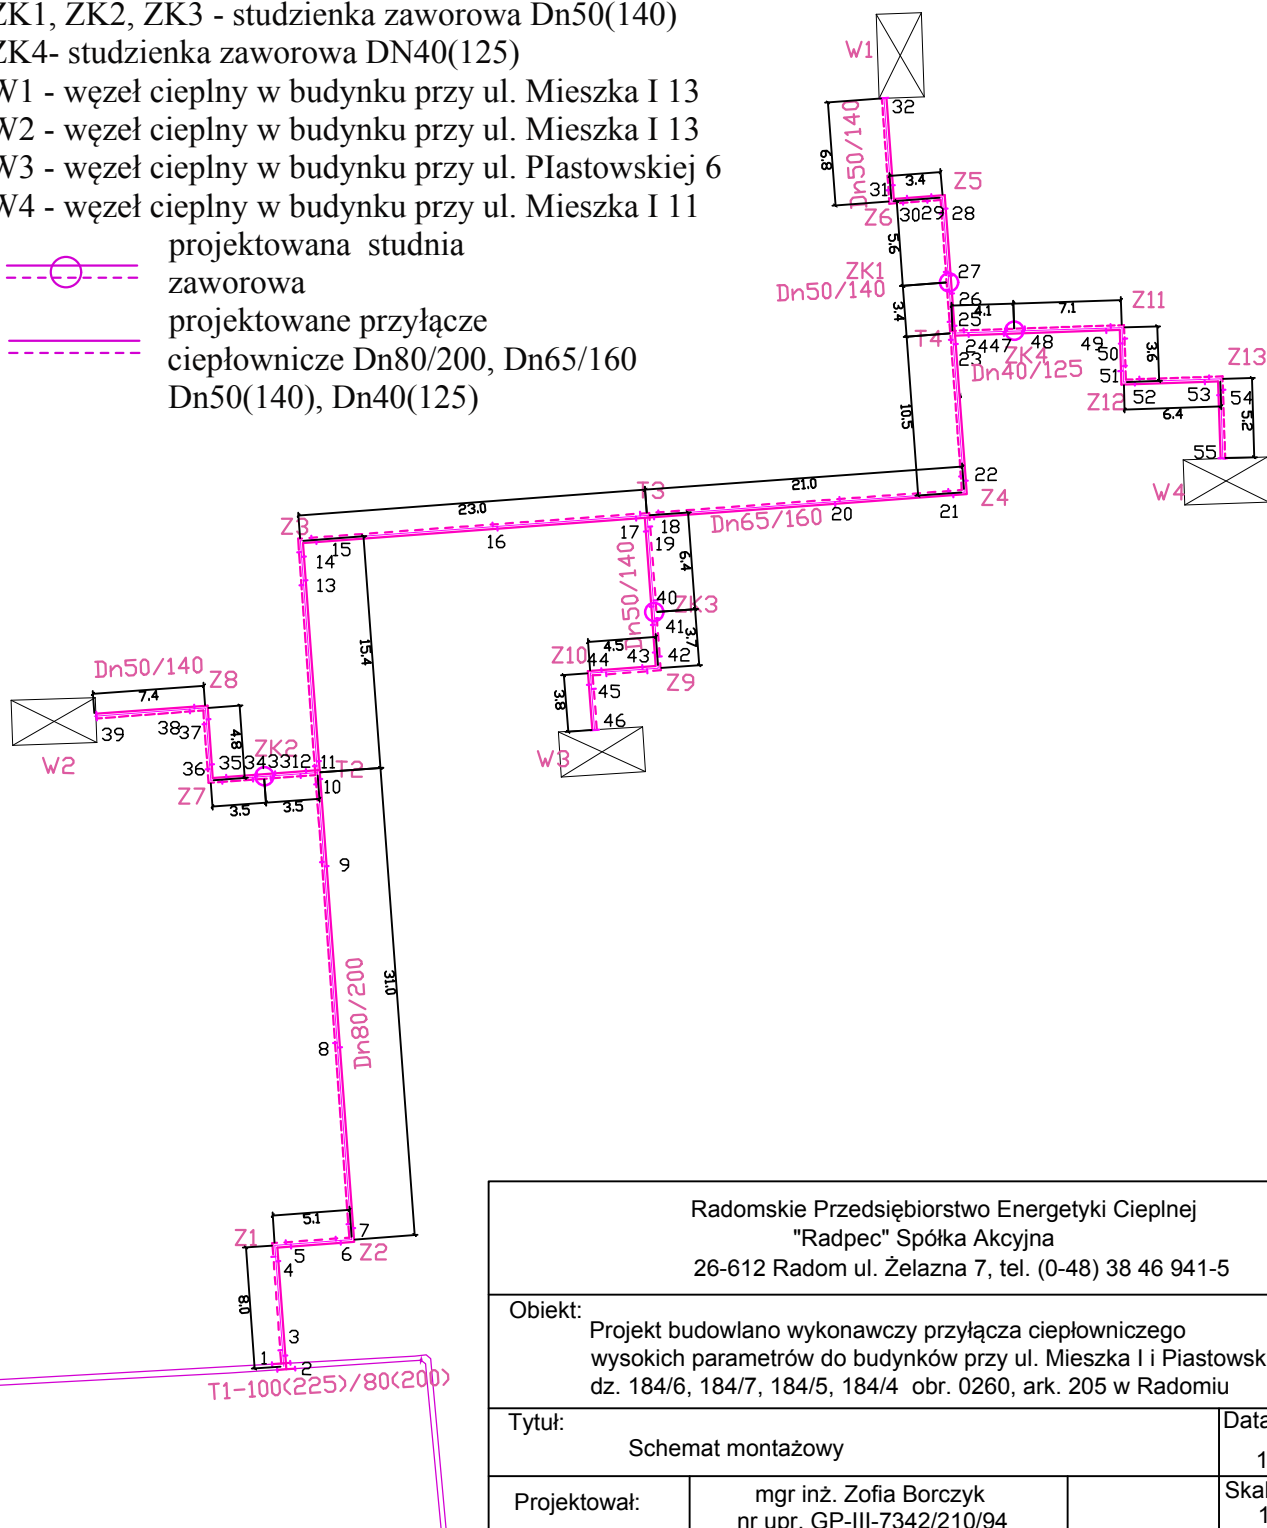 ZK1, ZK2, ZK3 - studzienka zaworowa Dn50(140)
ZK4- studzienka zaworowa DN40(125)
W1 - węzeł cieplny w budynku przy ul. Mieszka I 13
W2 - węzeł cieplny w budynku przy ul. Mieszka I 13
W3 - węzeł cieplny w budynku przy ul. PIastowskiej 6
W4 - węzeł cieplny w budynku przy ul. Mieszka I 11
projektowana studnia
zaworowa
projektowane przyłącze
ciepłownicze Dn80/200, Dn65/160
Dn50(140), Dn40(125)
W1
32
6.8
Dn50/140
31
3.4
Z5
Z6
30
29
28
5.6
ZK1
27
Dn50/140
26
3.4
25
4.1
7.1
Z11
T4
24
47
48
49
23
ZK4
Dn40/125
50
3.6
51
Z13
Z12
52
53
54
6.4
5.2
10.5
55
W4
22
Z4
21
21.0
20
Dn65/160
T3
23.0
Z3
15
16
17
18
19
14
13
Dn50/140
6.4
40
ZK3
41
3.7
4.5
Z10
44
43
42
Z9
3.8
45
46
W3
15.4
Dn50/140
7.4
Z8
39
38
37
W2
4.8
ZK2
36
35
34
33
12
11
T2
Z7
10
3.5
3.5
9
31.0
8
Dn80/200
5.1
7
Z1
5
6
Z2
4
8.0
3
1
2
T1-100(225)/80(200)
Radomskie Przedsiębiorstwo Energetyki Cieplnej
"Radpec" Spółka Akcyjna
26-612 Radom ul. Żelazna 7, tel. (0-48) 38 46 941-5
Obiekt:
Projekt budowlano wykonawczy przyłącza ciepłowniczego
wysokich parametrów do budynków przy ul. Mieszka I i Piastowsk
dz. 184/6, 184/7, 184/5, 184/4 obr. 0260, ark. 205 w Radomiu
Tytuł:
Schemat montażowy
Data
1
Projektował:
mgr inż. Zofia Borczyk
nr upr. GP-III-7342/210/94
Skal
1